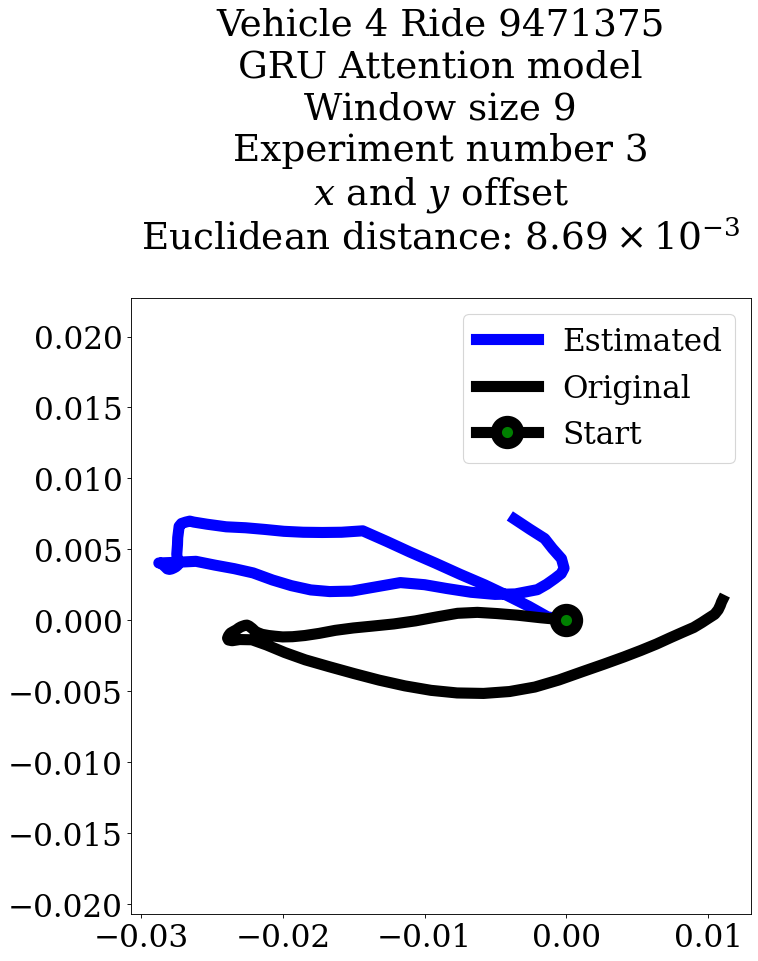 Vehicle 4 Ride 9471375
GRU Attention model
Window size 9
Experiment number 3
x and y offset
Euclidean distance: 8.69 × 10⁻³
Estimated
Original
Start
0.020
0.015
0.010
0.005
0.000
−0.005
−0.010
−0.015
−0.020
−0.03 −0.02 −0.01 0.00 0.01